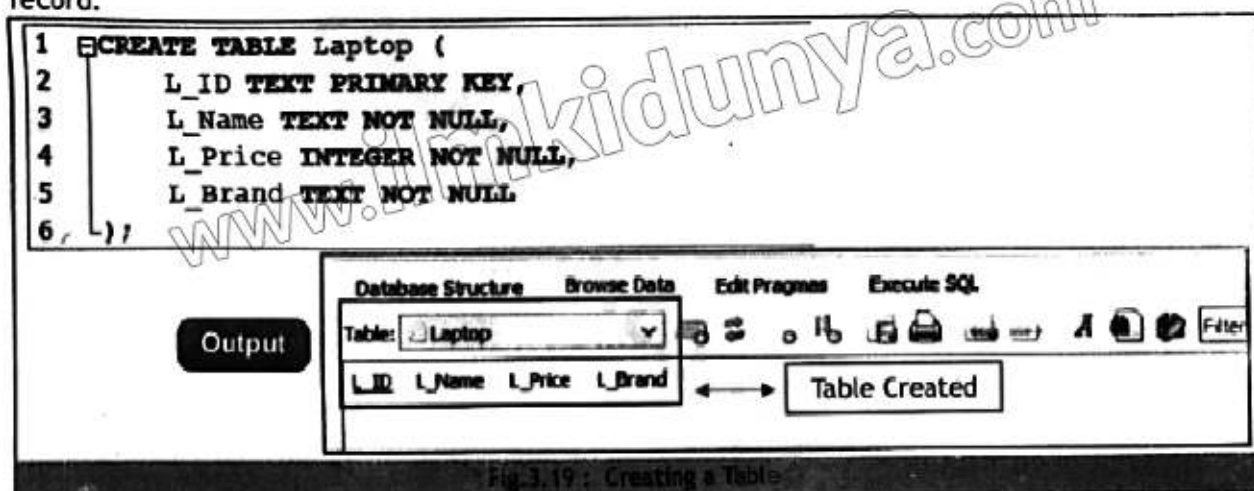 record.
1 CREATE TABLE Laptop (
2 L_ID TEXT PRIMARY KEY,
3 L_Name TEXT NOT NULL,
4 L_Price INTEGER NOT NULL,
5 L_Brand TEXT NOT NULL
6 );
www.ilmkidunya.com
Database Structure Browse Data Edit Pragmas Execute SQL
Output
Table: Laptop
Filter
L_ID L_Name L_Price L_Brand
Table Created
Fig.3.19 : Creating a Table